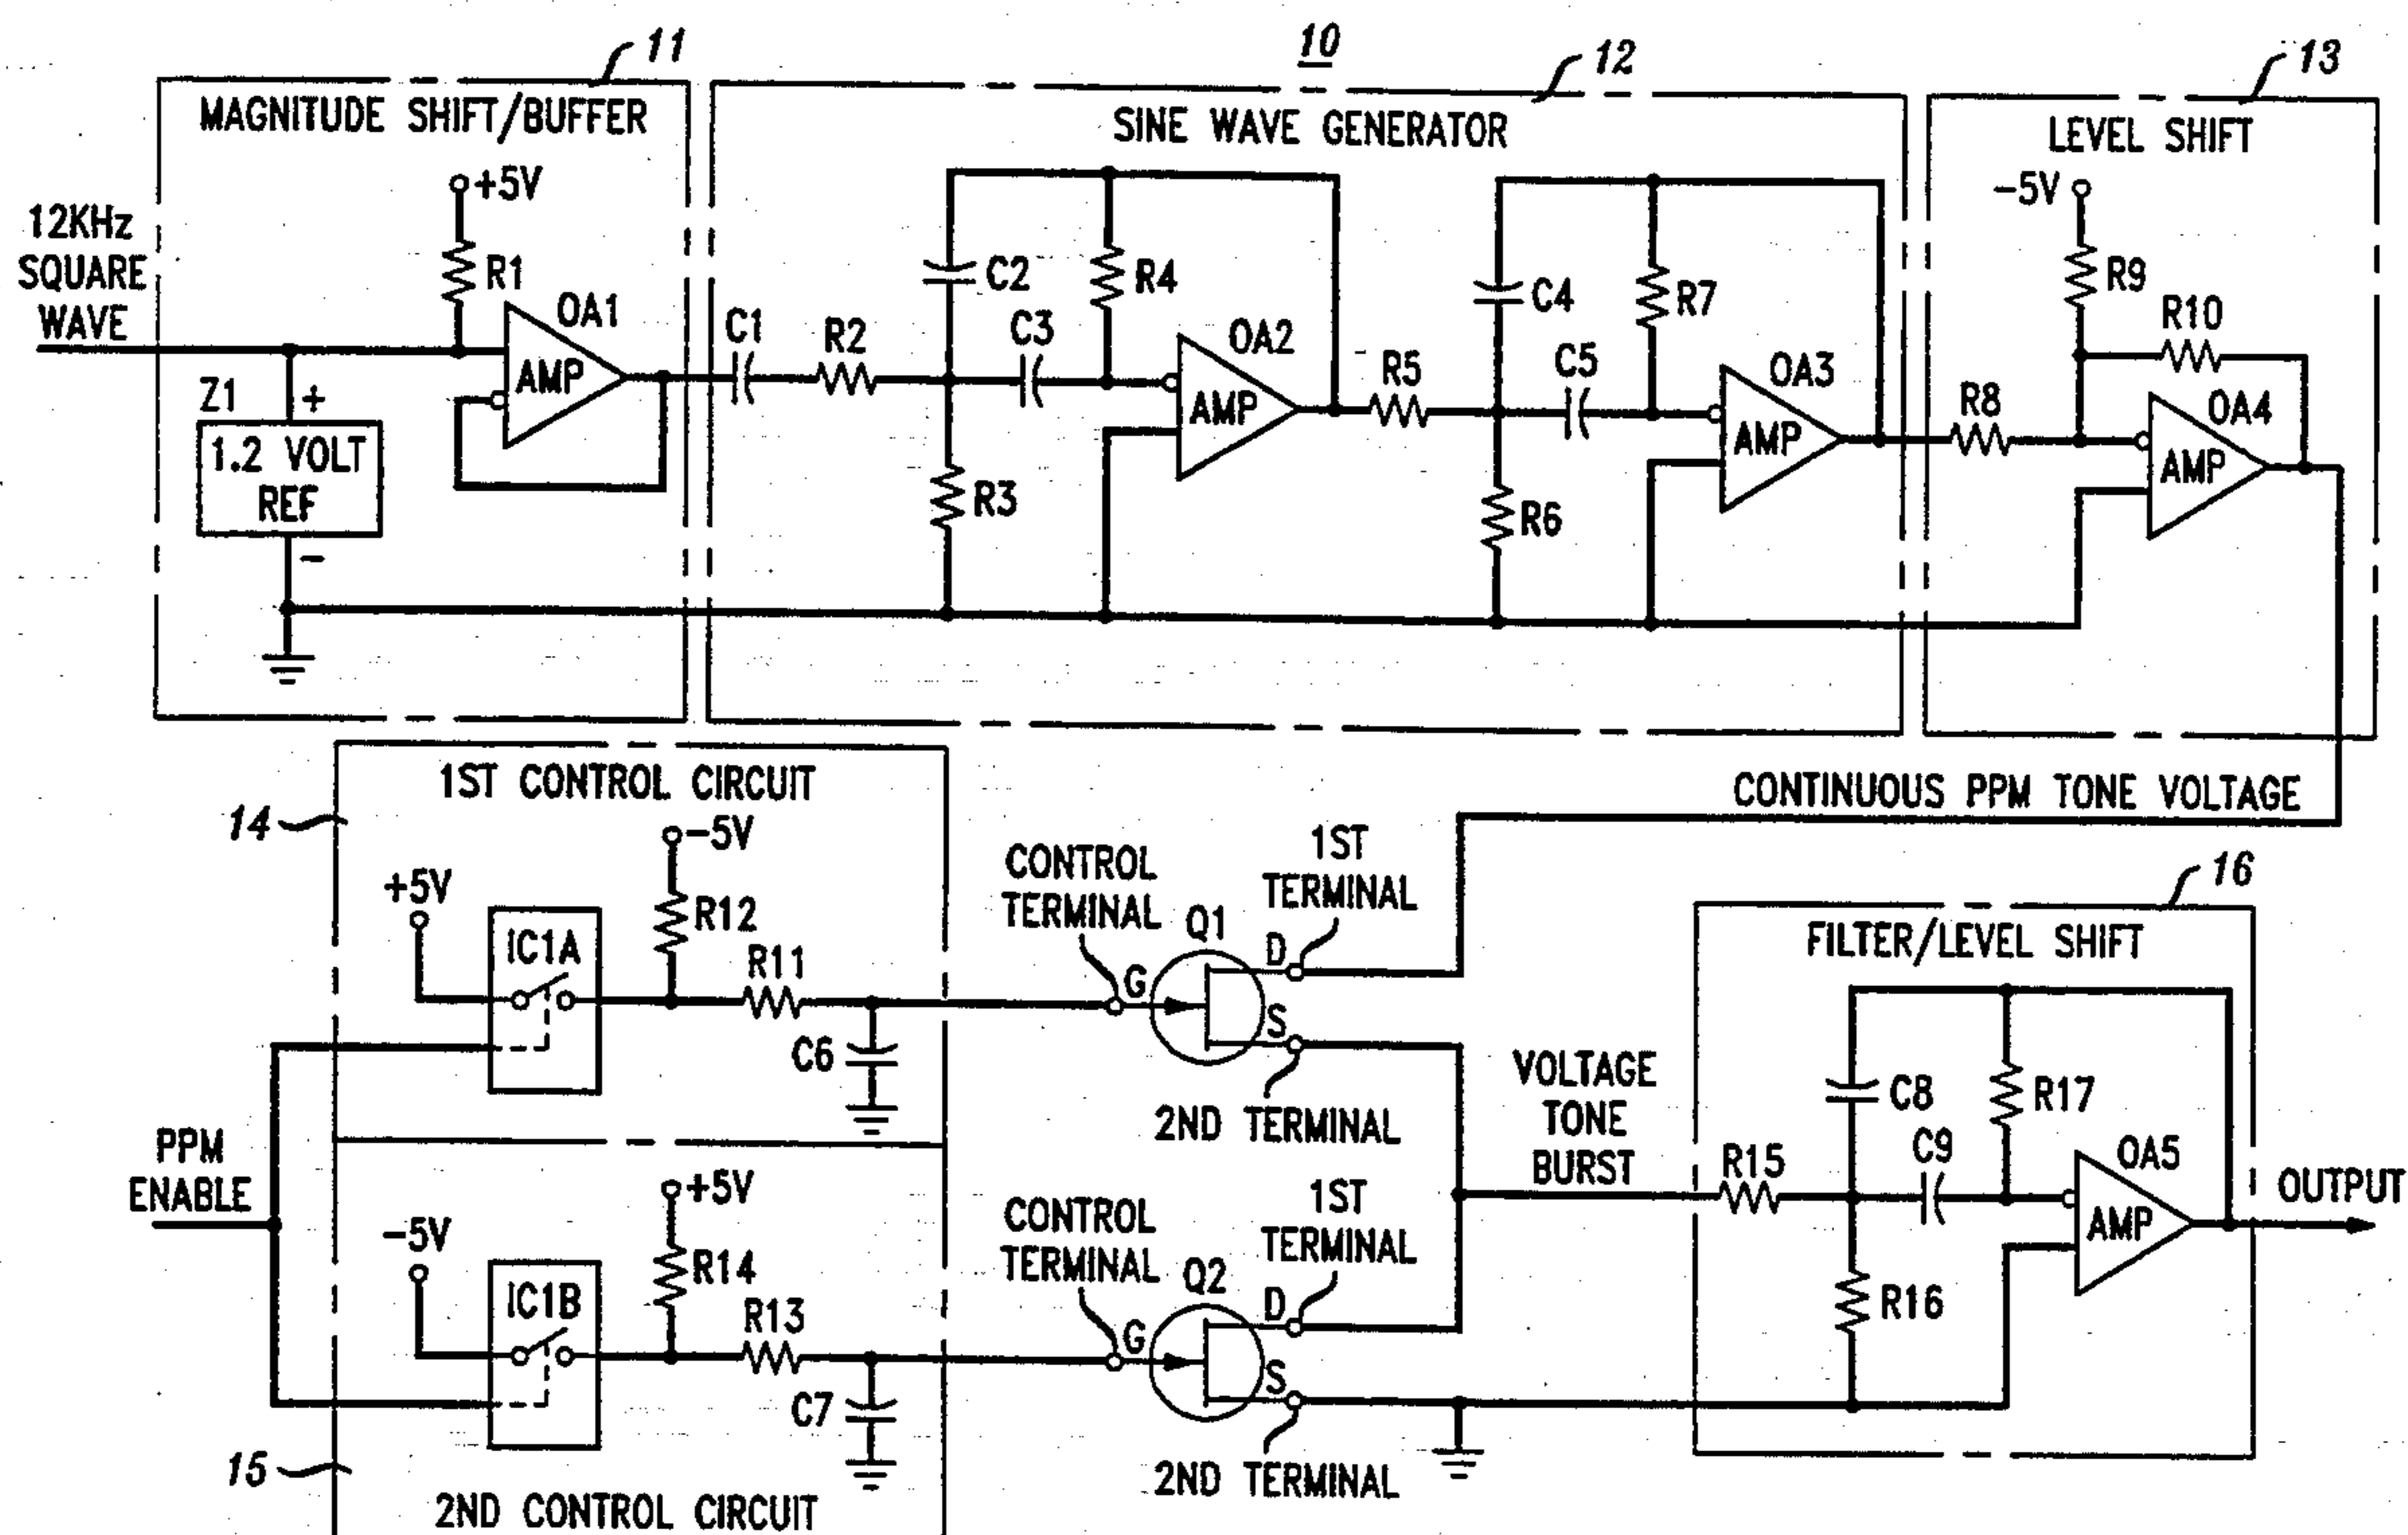 10
11
12
13
MAGNITUDE SHIFT/BUFFER
SINE WAVE GENERATOR
LEVEL SHIFT
12KHz
SQUARE
WAVE
+5V
R1
OA1
AMP
Z1
+
1.2 VOLT
REF
-
C1
R2
C2
R4
C3
OA2
AMP
R3
R5
C4
R7
C5
OA3
AMP
R6
-5V
R9
R10
R8
OA4
AMP
CONTINUOUS PPM TONE VOLTAGE
14
1ST CONTROL CIRCUIT
+5V
IC1A
-5V
R12
R11
C6
CONTROL
TERMINAL
G
Q1
D
S
1ST
TERMINAL
2ND TERMINAL
PPM
ENABLE
-5V
IC1B
+5V
R14
R13
C7
15
2ND CONTROL CIRCUIT
CONTROL
TERMINAL
G
Q2
D
S
1ST
TERMINAL
2ND TERMINAL
VOLTAGE
TONE
BURST
16
FILTER/LEVEL SHIFT
C8
R17
R15
C9
OA5
AMP
R16
OUTPUT